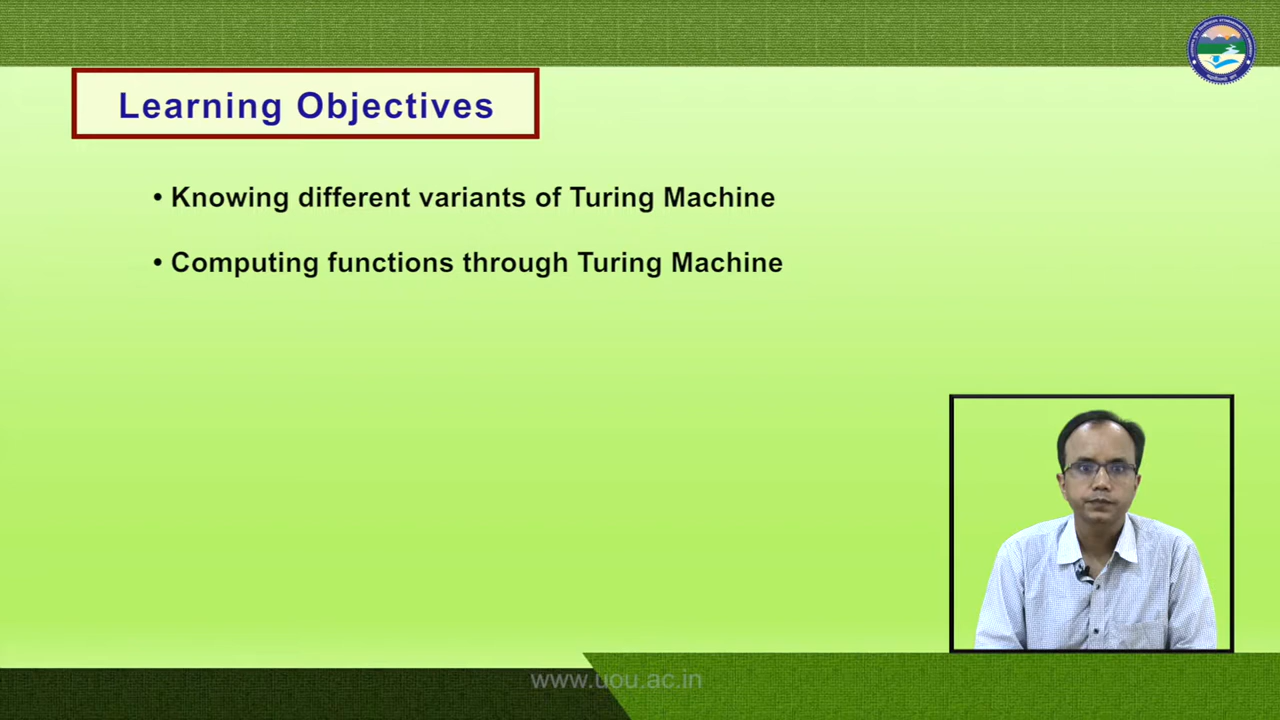 Learning Objectives
• Knowing different variants of Turing Machine
• Computing functions through Turing Machine
www.uou.ac.in